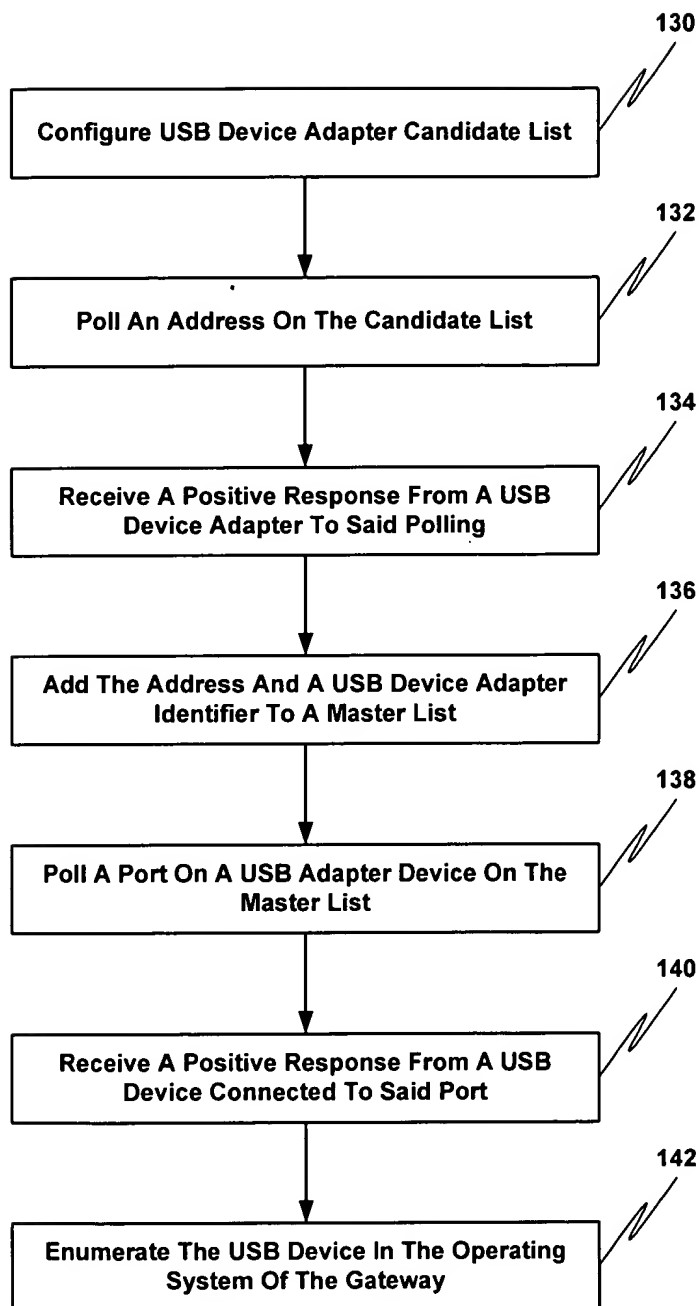 130
Configure USB Device Adapter Candidate List
132
Poll An Address On The Candidate List
134
Receive A Positive Response From A USB
Device Adapter To Said Polling
136
Add The Address And A USB Device Adapter
Identifier To A Master List
138
Poll A Port On A USB Adapter Device On The
Master List
140
Receive A Positive Response From A USB
Device Connected To Said Port
142
Enumerate The USB Device In The Operating
System Of The Gateway